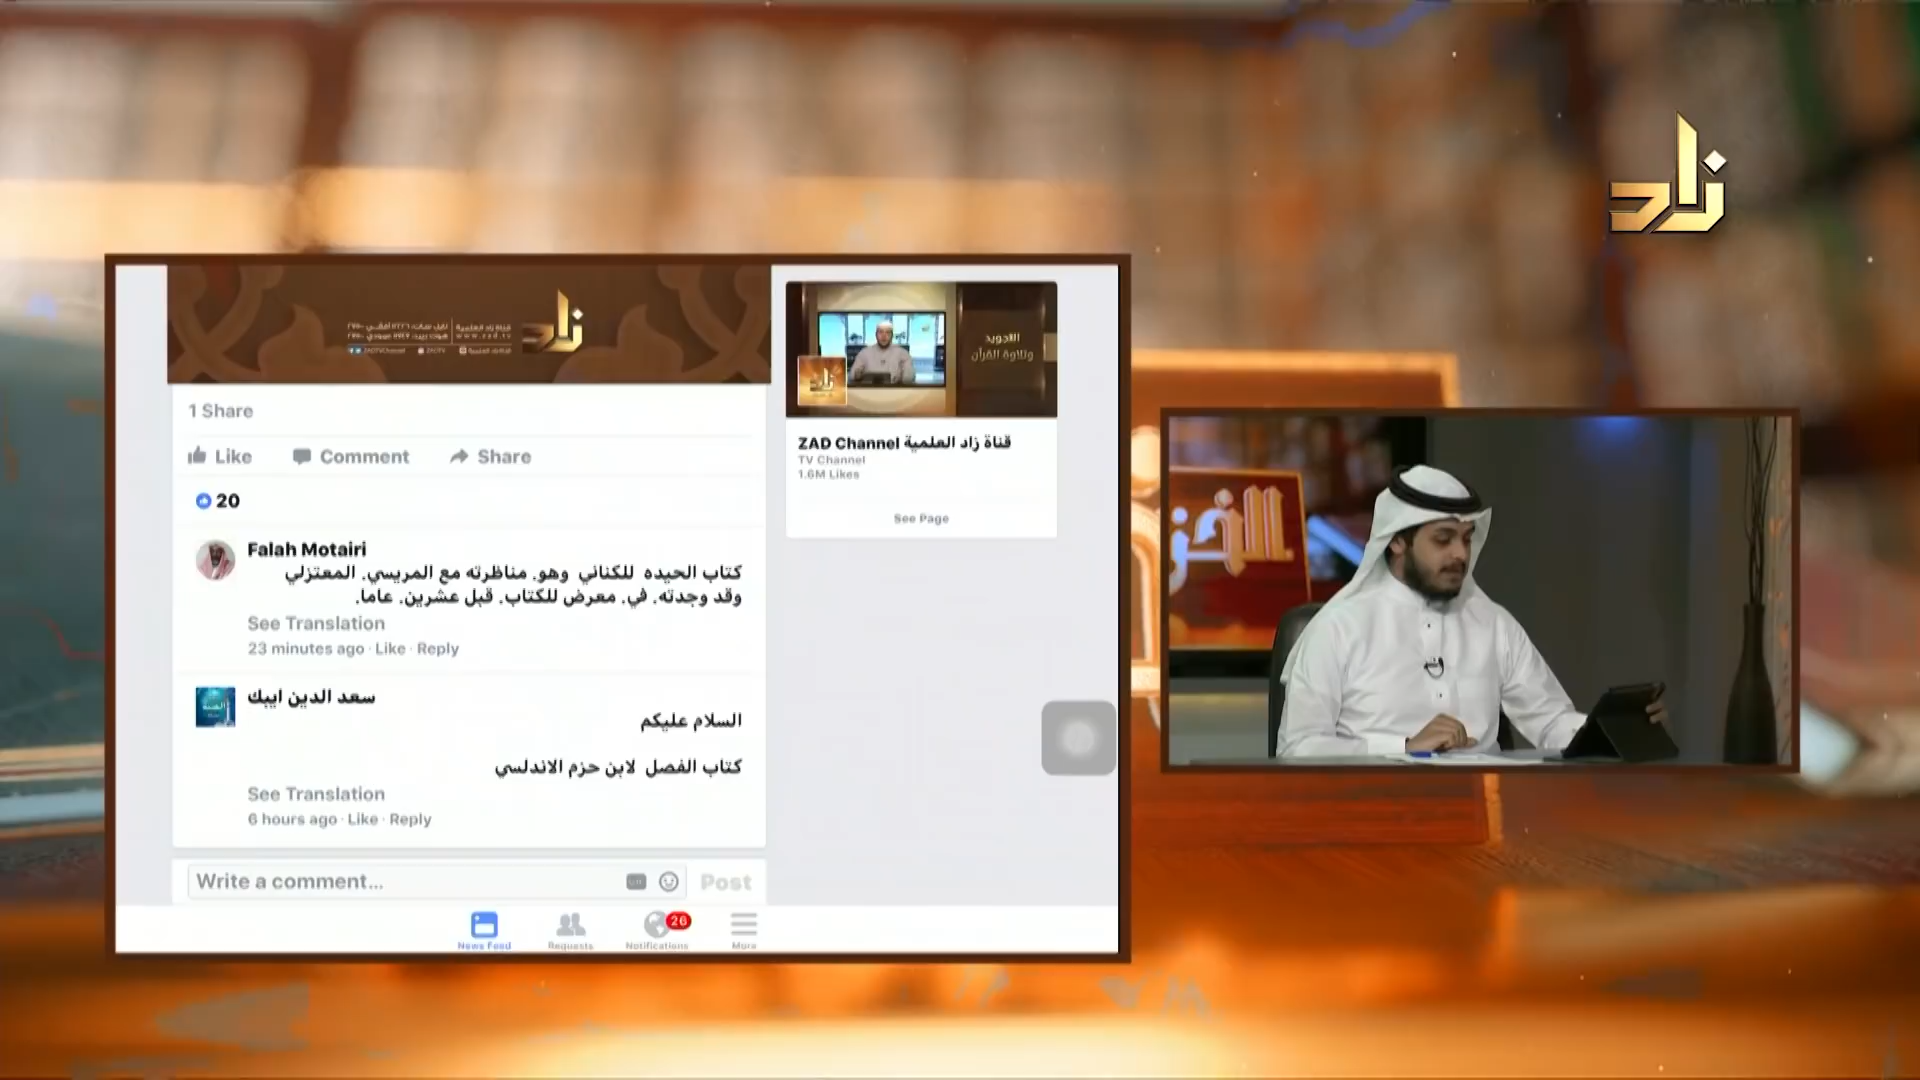 زاد
زاد
1 Share
Like
Comment
Share
20
Falah Motairi
كتاب الحيده للكناني وهو. مناظرته مع المريسي. المعتزلي
وقد وجدته. في. معرض للكتاب. قبل عشرين. عاما.
See Translation
23 minutes ago · Like · Reply
سعد الدين ايبك
السلام عليكم
كتاب الفصل لابن حزم الاندلسي
See Translation
6 hours ago · Like · Reply
Write a comment...
Post
News Feed
Requests
26
Notifications
More
التجويد
وتلاوة القرآن
زاد
ZAD Channel قناة زاد العلمية
TV Channel
1.6M Likes
See Page